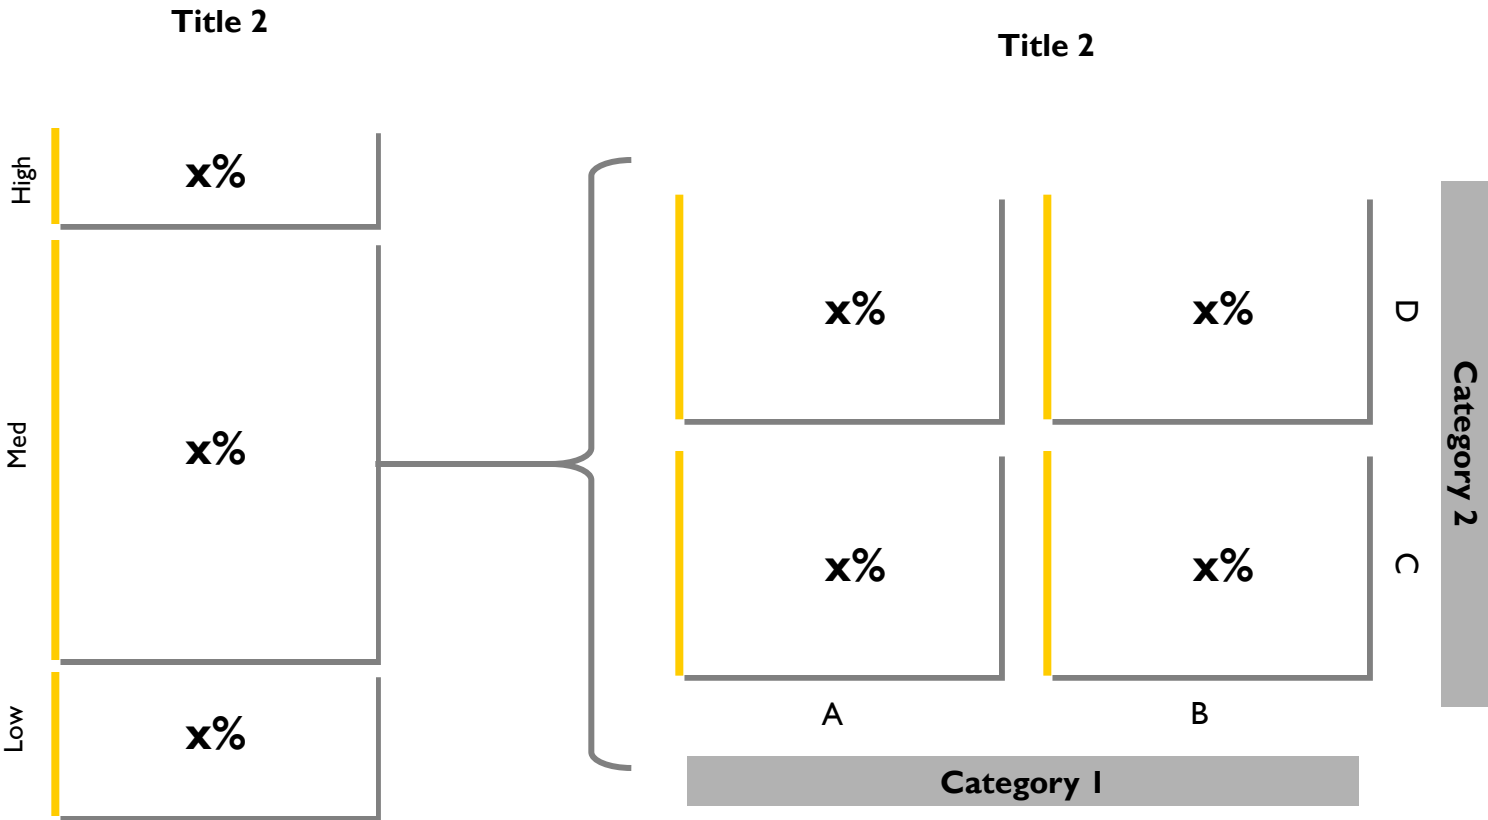 Title 2
High
x%
Med
x%
Low
x%
Title 2
x%
x%
D
x%
x%
C
A
B
Category 1
Category 2